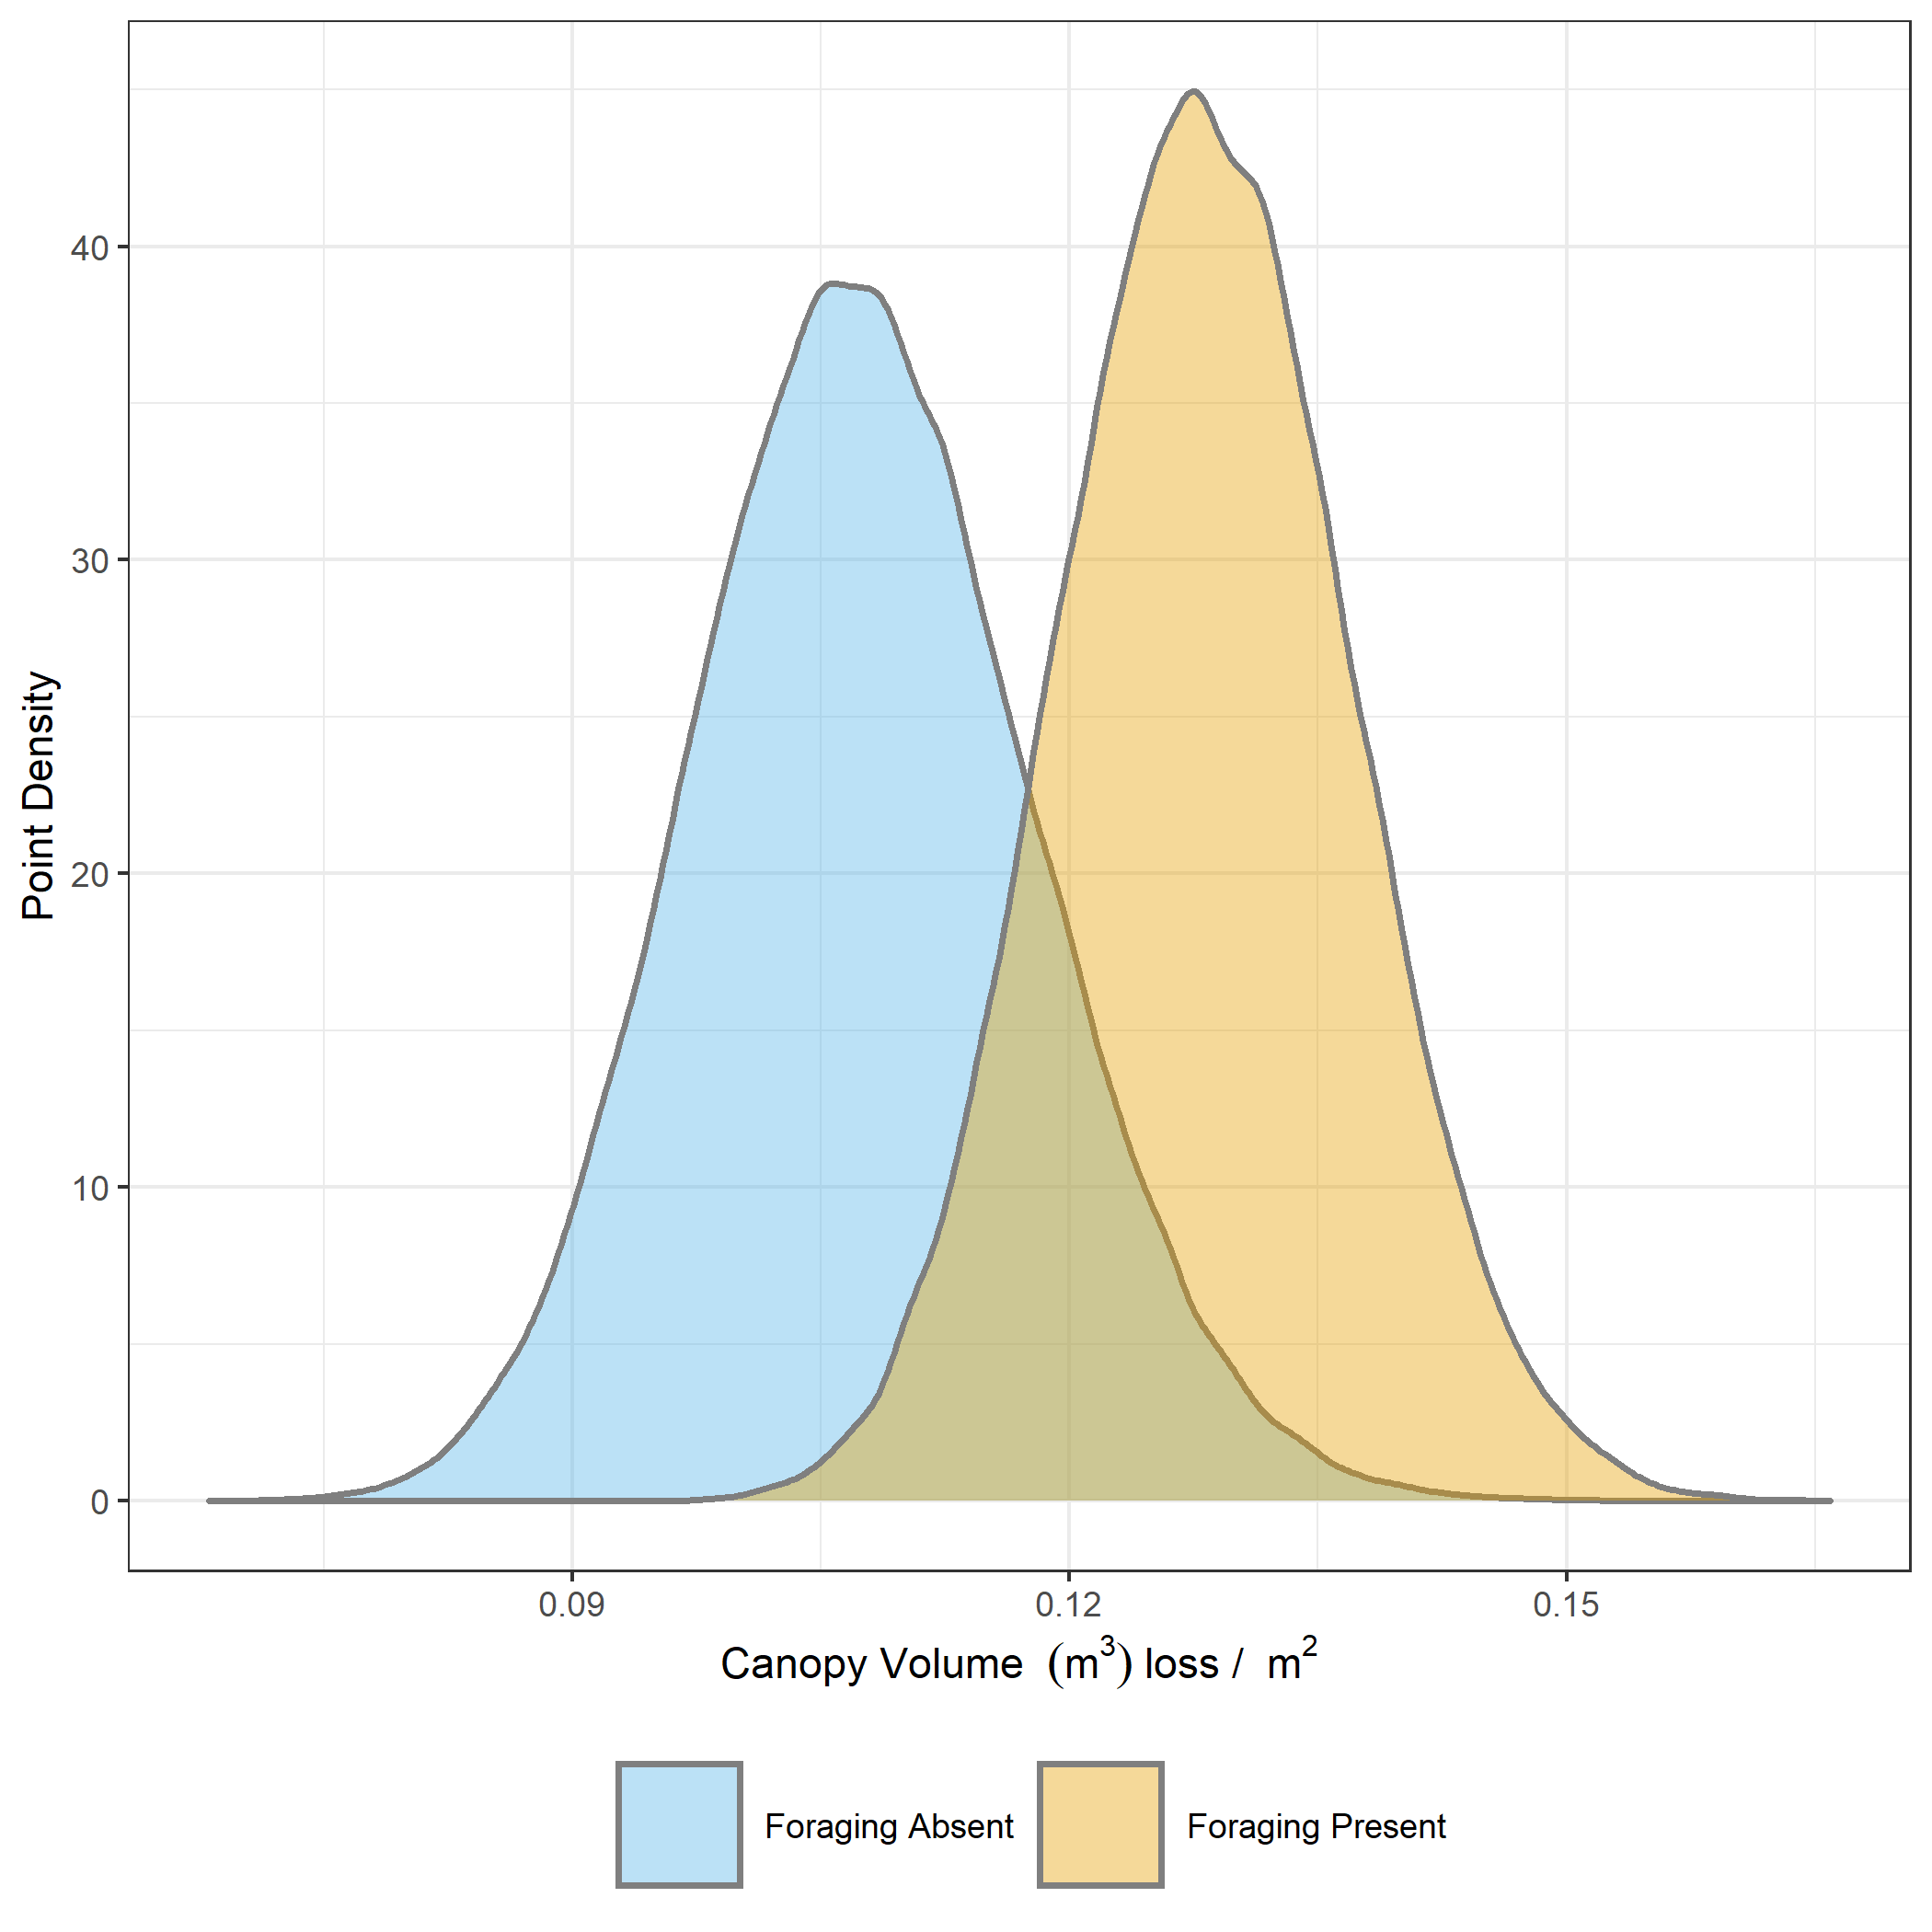 Point Density
40
30
20
10
0
0.09 0.12 0.15
Canopy Volume (m³) loss / m²
Foraging Absent Foraging Present